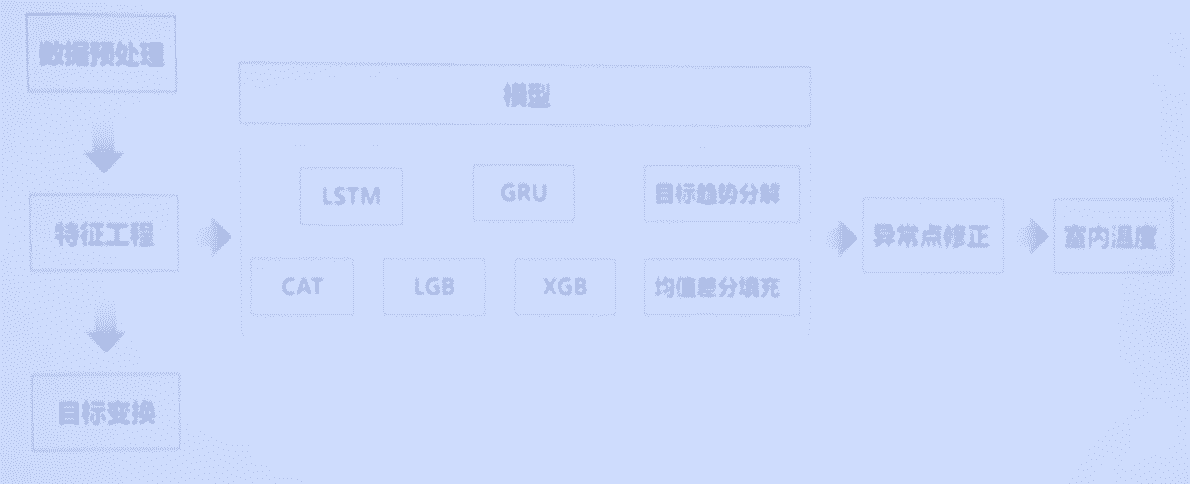 数据预处理
模型
LSTM
GRU
目标趋势分解
特征工程
异常点修正
室内温度
CAT
LGB
XGB
均值差分填充
目标变换